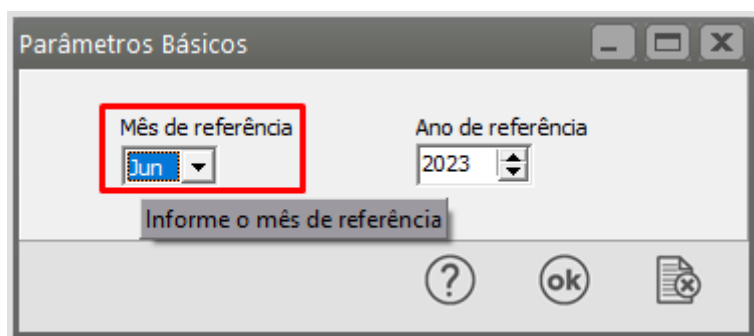 Parâmetros Básicos
Mês de referência
Ano de referência
Jun
2023
Informe o mês de referência
?
ok